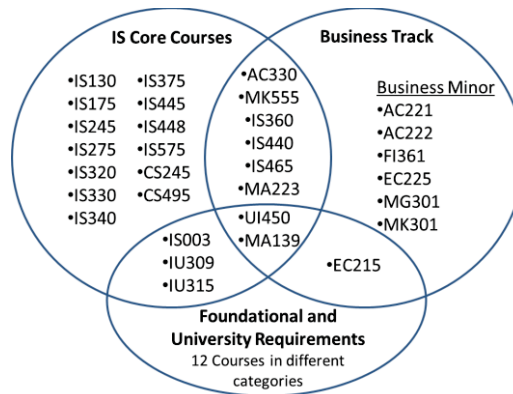 IS Core Courses
Business Track
•IS130
•IS175
•IS245
•IS275
•IS320
•IS330
•IS340
•IS375
•IS445
•IS448
•IS575
•CS245
•CS495
•AC330
•MK555
•IS360
•IS440
•IS465
•MA223
•UI450
•MA139
Business Minor
•AC221
•AC222
•FI361
•EC225
•MG301
•MK301
•IS003
•IU309
•IU315
•EC215
Foundational and
University Requirements
12 Courses in different
categories